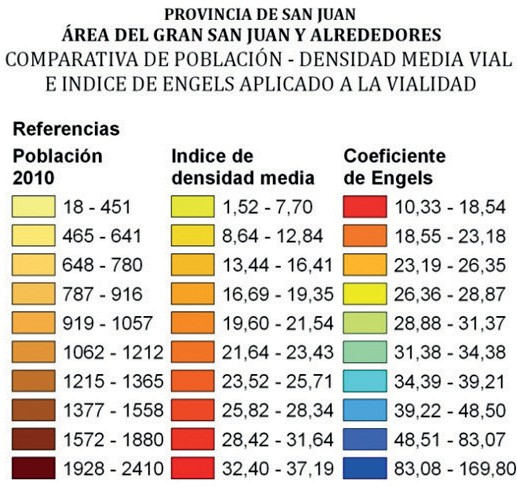 PROVINCIA DE SAN JUAN
ÁREA DEL GRAN SAN JUAN Y ALREDEDORES
COMPARATIVA DE POBLACIÓN - DENSIDAD MEDIA VIAL
E INDICE DE ENGELS APLICADO A LA VIALIDAD
Referencias
Población
2010
18 - 451
465 - 641
648 - 780
787 - 916
919 - 1057
1062 - 1212
1215 - 1365
1377 - 1558
1572 - 1880
1928 - 2410
Indice de
densidad media
1,52 - 7,70
8,64 - 12,84
13,44 - 16,41
16,69 - 19,35
19,60 - 21,54
21,64 - 23,43
23,52 - 25,71
25,82 - 28,34
28,42 - 31,64
32,40 - 37,19
Coeficiente
de Engels
10,33 - 18,54
18,55 - 23,18
23,19 - 26,35
26,36 - 28,87
28,88 - 31,37
31,38 - 34,38
34,39 - 39,21
39,22 - 48,50
48,51 - 83,07
83,08 - 169,80